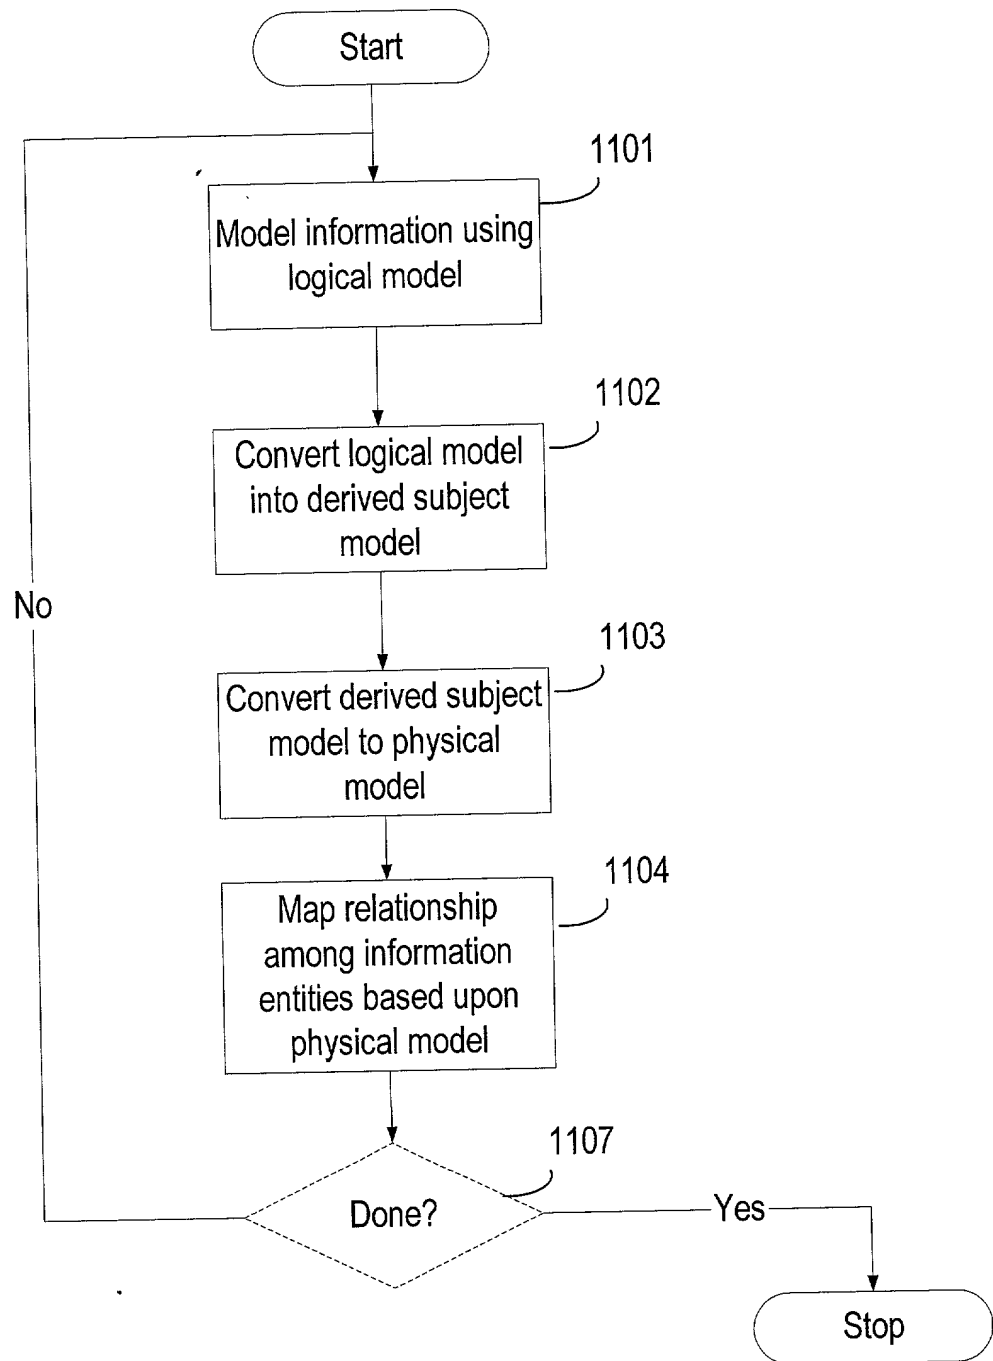 Start
1101
Model information using
logical model
1102
Convert logical model
into derived subject
model
No
1103
Convert derived subject
model to physical
model
1104
Map relationship
among information
entities based upon
physical model
1107
Done?
Yes
Stop